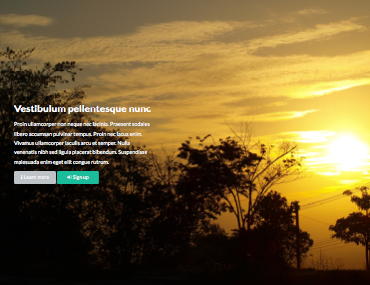 Vestibulum pellentesque nunc
Proin ullamcorper non neque nec lacinia. Praesent sodales
libero accumsan pulvinar tempus. Proin nec lacus enim.
Vivamus ullamcorper iaculis arcu et semper. Nulla
venenatis nibh sed ligula placerat bibendum. Suspendisse
malesuada enim eget elit congue rutrum.
Learn more
Sign up